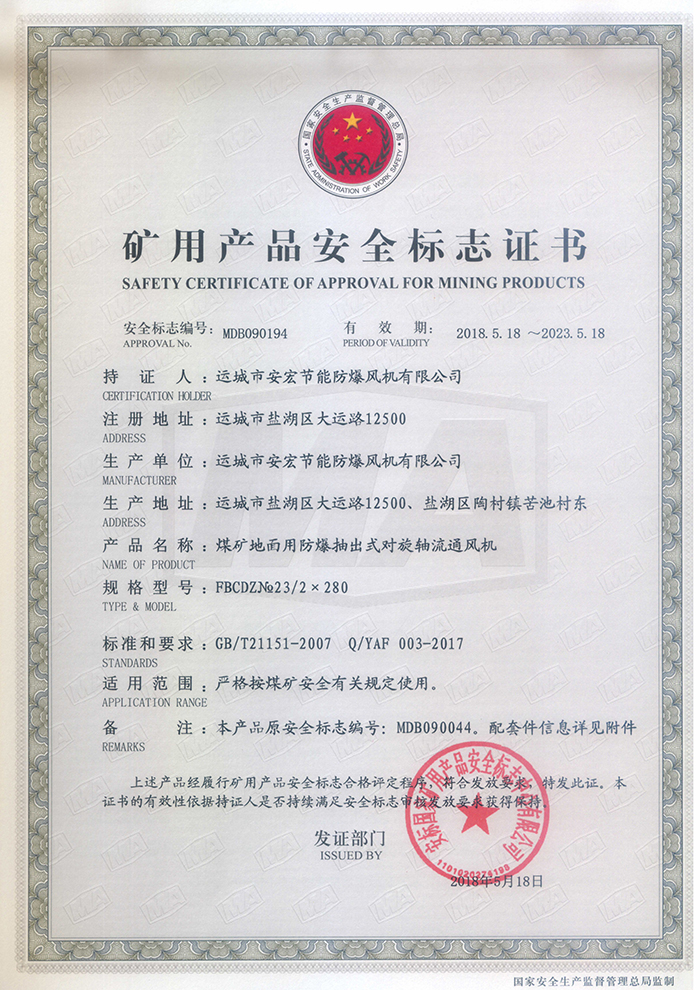 国家安全生产监督管理总局
STATE ADMINISTRATION OF WORK SAFETY
矿用产品安全标志证书
SAFETY CERTIFICATE OF APPROVAL FOR MINING PRODUCTS
安全标志编号: MDB090194 有效期: 2018.5.18 ~2023.5.18
APPROVAL No. PERIOD OF VALIDITY
持证人: 运城市安宏节能防爆风机有限公司
CERTIFICATION HOLDER
注册地址: 运城市盐湖区大运路12500
ADDRESS
生产单位: 运城市安宏节能防爆风机有限公司
MANUFACTURER
生产地址: 运城市盐湖区大运路12500、盐湖区陶村镇苦池村东
ADDRESS
产品名称: 煤矿地面用防爆抽出式对旋轴流通风机
NAME OF PRODUCT
规格型号: FBCDZ№23/2×280
TYPE & MODEL
标准和要求: GB/T21151-2007 Q/YAF 003-2017
STANDARDS
适用范围: 严格按煤矿安全有关规定使用。
APPLICATION RANGE
备注: 本产品原安全标志编号: MDB090044。配套件信息详见附件
REMARKS
上述产品经履行矿用产品安全标志合格评定程序,符合发放要求,特发此证。本
证书的有效性依据持证人是否持续满足安全标志审核发放要求获得保持。
发证部门
ISSUED BY
2018年5月18日
国家安全生产监督管理总局监制